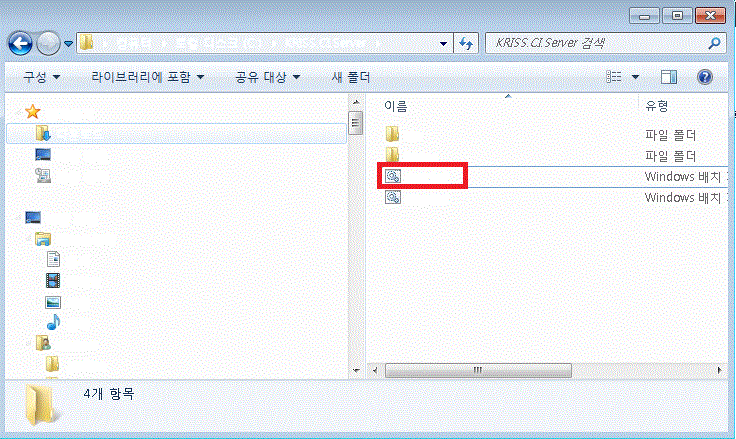 KRISS.CI.Server 검색
구성 라이브러리에 포함 공유 대상 새 폴더
이름 유형
파일 폴더
파일 폴더
Windows 배치
Windows 배치
4개 항목